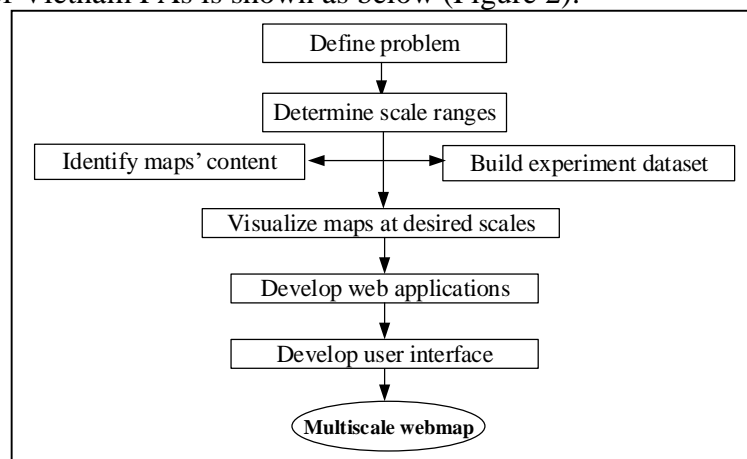 Vietnam PAs is shown as below (Figure 2).
Define problem
Determine scale ranges
Identify maps' content
Build experiment dataset
Visualize maps at desired scales
Develop web applications
Develop user interface
Multiscale webmap